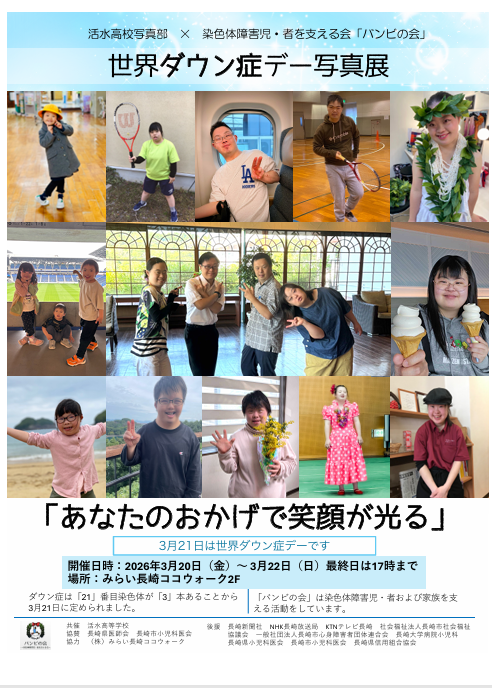 活水高校写真部　×　染色体障害児・者を支える会「バンビの会」
世界ダウン症デー写真展
「あなたのおかげで笑顔が光る」
3月21日は世界ダウン症デーです
開催日時：2026年3月20日（金）～3月22日（日）最終日は17時まで
場所：みらい長崎ココウォーク2F
ダウン症は「21」番目染色体が「3」本あることから
3月21日に定められました。
「バンビの会」は染色体障害児・者および家族を支
える活動をしています。
バンビの会
共催　活水高等学校
協賛　長崎県医師会　長崎市小児科医会
協力　（株）みらい長崎ココウォーク
後援　長崎新聞社　NHK長崎放送局　KTNテレビ長崎　社会福祉法人長崎市社会福祉
協議会　一般社団法人長崎市心身障害者団体連合会　長崎大学病院小児科
長崎県小児科医会　長崎市小児科医会　長崎県信用組合協会
Wilson
LA